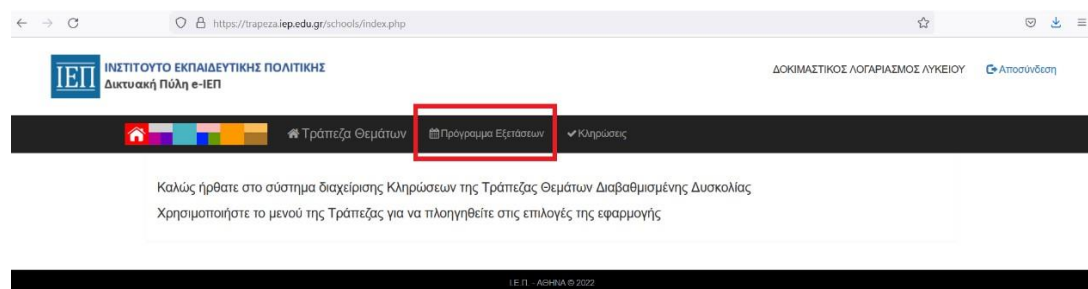 https://trapeza.iep.edu.gr/schools/index.php
ΙΕΠ
ΙΝΣΤΙΤΟΥΤΟ ΕΚΠΑΙΔΕΥΤΙΚΗΣ ΠΟΛΙΤΙΚΗΣ
Δικτυακή Πύλη e-ΙΕΠ
ΔΟΚΙΜΑΣΤΙΚΟΣ ΛΟΓΑΡΙΑΣΜΟΣ ΛΥΚΕΙΟΥ Αποσύνδεση
Τράπεζα Θεμάτων Πρόγραμμα Εξετάσεων Κληρώσεις
Καλώς ήρθατε στο σύστημα διαχείρισης Κληρώσεων της Τράπεζας Θεμάτων Διαβαθμισμένης Δυσκολίας
Χρησιμοποιήστε το μενού της Τράπεζας για να πλοηγηθείτε στις επιλογές της εφαρμογής
Ι.Ε.Π. - ΑΘΗΝΑ © 2022